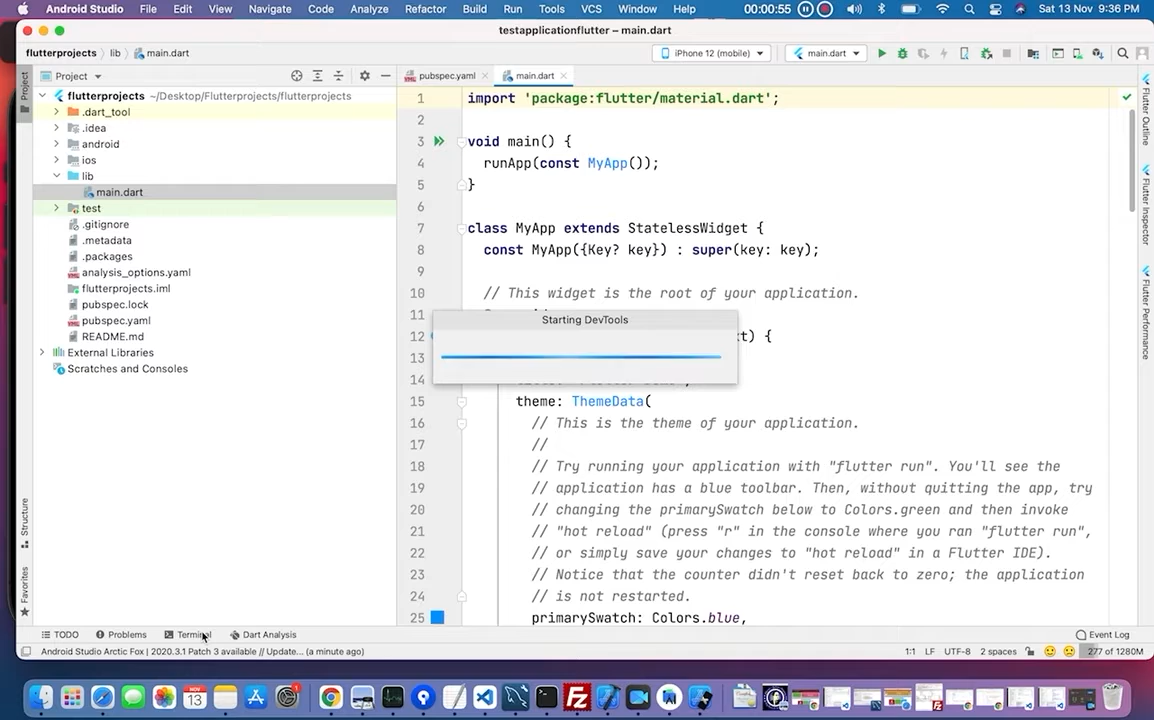 Android Studio File Edit View Navigate Code Analyze Refactor Build Run Tools VCS Window Help 00:00:55 Sat 13 Nov 9:36 PM
testapplicationflutter – main.dart
flutterprojects lib main.dart iPhone 12 (mobile) main.dart
Project
pubspec.yaml main.dart
flutterprojects ~/Desktop/Flutterprojects/flutterprojects
.dart_tool
.idea
android
ios
lib
main.dart
test
.gitignore
.metadata
.packages
analysis_options.yaml
flutterprojects.iml
pubspec.lock
pubspec.yaml
README.md
External Libraries
Scratches and Consoles
Project
Structure
Favorites
1 import 'package:flutter/material.dart';
2
3 void main() {
4 runApp(const MyApp());
5 }
6
7 class MyApp extends StatelessWidget {
8 const MyApp({Key? key}) : super(key: key);
9
10 // This widget is the root of your application.
11
12 t) {
13
14
15 theme: ThemeData(
16 // This is the theme of your application.
17 //
18 // Try running your application with "flutter run". You'll see the
19 // application has a blue toolbar. Then, without quitting the app, try
20 // changing the primarySwatch below to Colors.green and then invoke
21 // "hot reload" (press "r" in the console where you ran "flutter run",
22 // or simply save your changes to "hot reload" in a Flutter IDE).
23 // Notice that the counter didn't reset back to zero; the application
24 // is not restarted.
25 primarySwatch: Colors.blue,
Starting DevTools
Flutter Outline
Flutter Inspector
Flutter Performance
TODO Problems Terminal Dart Analysis Event Log
Android Studio Arctic Fox | 2020.3.1 Patch 3 available // Update... (a minute ago) 1:1 LF UTF-8 2 spaces 277 of 1280M
NOV
13